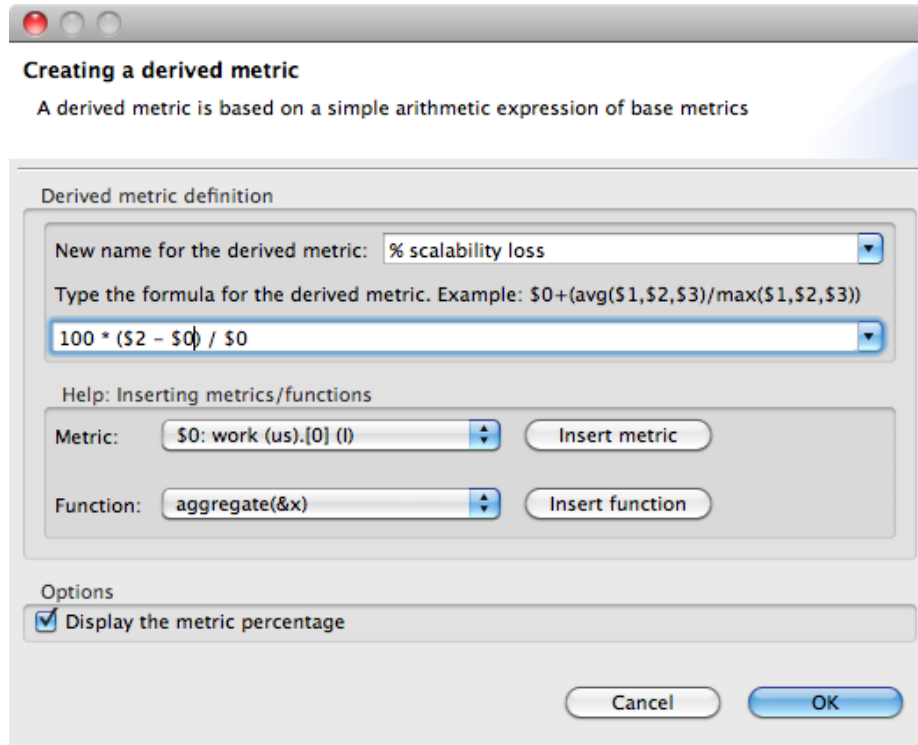 Creating a derived metric
A derived metric is based on a simple arithmetic expression of base metrics
Derived metric definition
New name for the derived metric: % scalability loss
Type the formula for the derived metric. Example: $0+(avg($1,$2,$3)/max($1,$2,$3))
100 * ($2 – $0) / $0
Help: Inserting metrics/functions
Metric: $0: work (us).[0] (I) Insert metric
Function: aggregate(&x) Insert function
Options
Display the metric percentage
Cancel OK